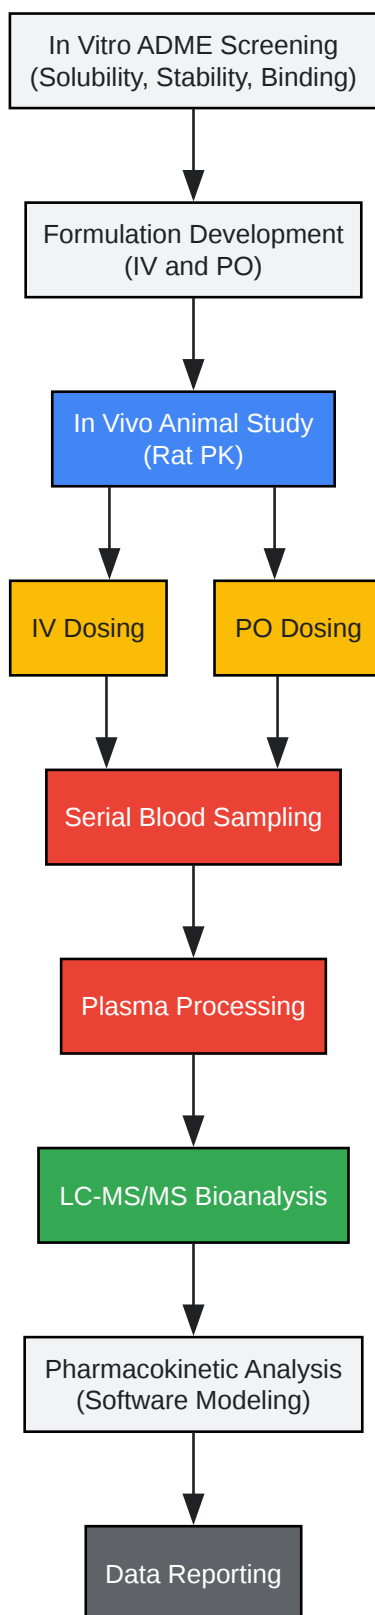 In Vitro ADME Screening
(Solubility, Stability, Binding)
Formulation Development
(IV and PO)
In Vivo Animal Study
(Rat PK)
IV Dosing
PO Dosing
Serial Blood Sampling
Plasma Processing
LC-MS/MS Bioanalysis
Pharmacokinetic Analysis
(Software Modeling)
Data Reporting